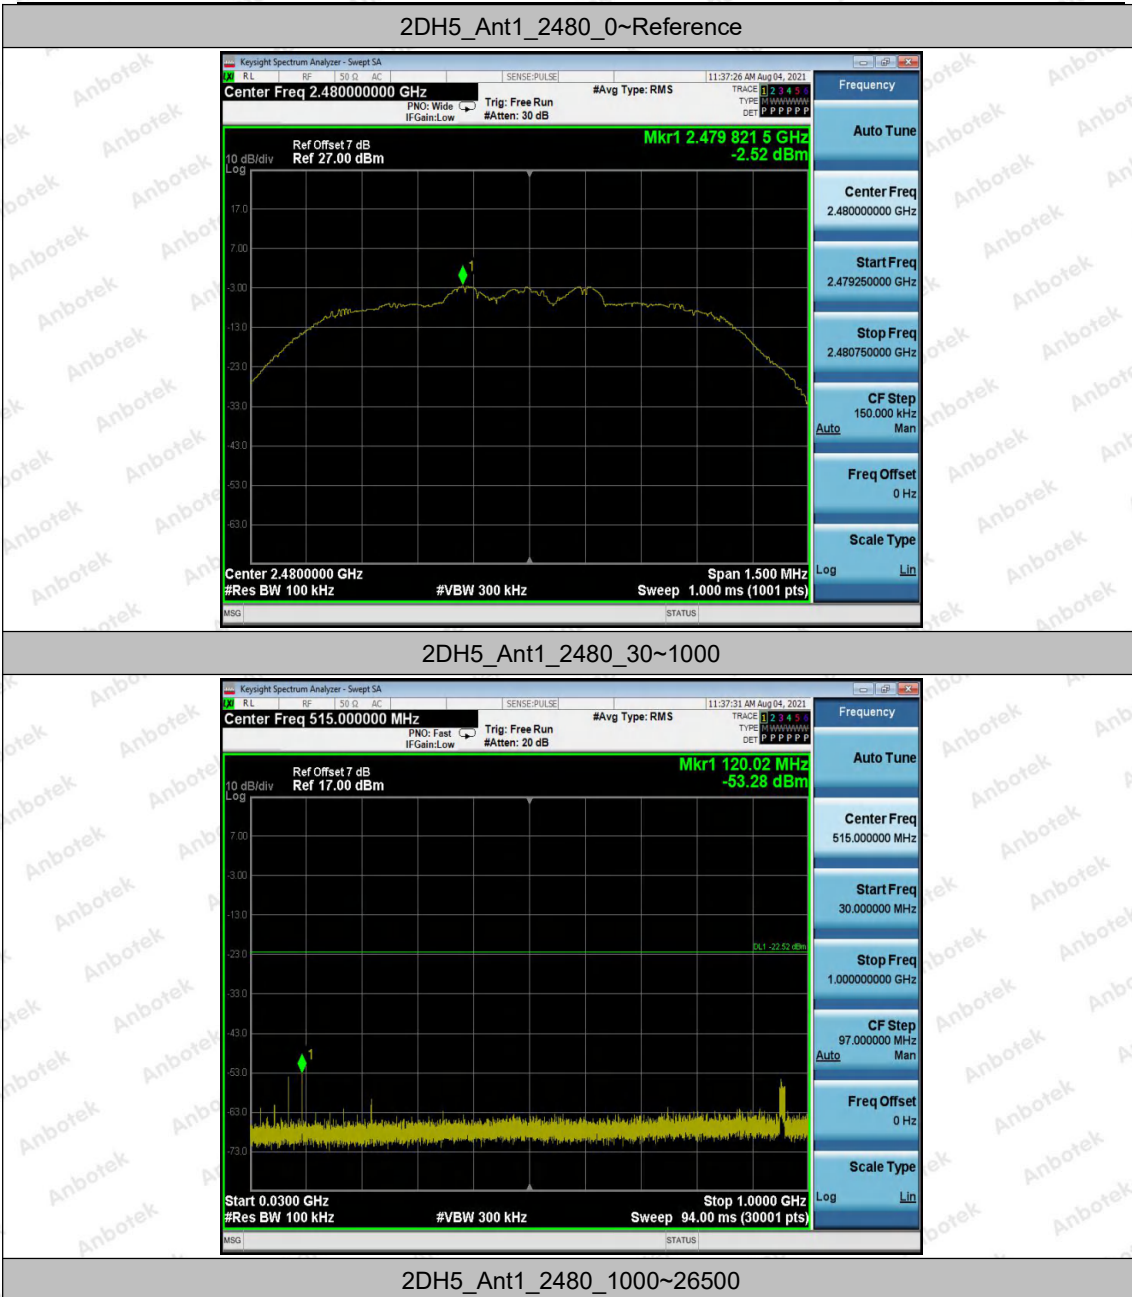 2DH5_Ant1_2480_0~Reference
Keysight Spectrum Analyzer - Swept SA
RL RF 50 Ω AC SENSE:PULSE 11:37:26 AM Aug 04, 2021
Center Freq 2.480000000 GHz #Avg Type: RMS TRACE 1 2 3 4 5 6
PNO: Wide Trig: Free Run TYPE M WWWWW
IFGain:Low #Atten: 30 dB DET P P P P P P
Mkr1 2.479 821 5 GHz
-2.52 dBm
Ref Offset 7 dB
10 dB/div Ref 27.00 dBm
Log
17.0
7.00
-3.00
-13.0
-23.0
-33.0
-43.0
-53.0
-63.0
1
Center 2.4800000 GHz Span 1.500 MHz
#Res BW 100 kHz #VBW 300 kHz Sweep 1.000 ms (1001 pts)
MSG STATUS
Frequency
Auto Tune
Center Freq
2.480000000 GHz
Start Freq
2.479250000 GHz
Stop Freq
2.480750000 GHz
CF Step
150.000 kHz
Auto Man
Freq Offset
0 Hz
Scale Type
Log Lin
2DH5_Ant1_2480_30~1000
Keysight Spectrum Analyzer - Swept SA
RL RF 50 Ω AC SENSE:PULSE 11:37:31 AM Aug 04, 2021
Center Freq 515.000000 MHz #Avg Type: RMS TRACE 1 2 3 4 5 6
PNO: Fast Trig: Free Run TYPE M WWWWW
IFGain:Low #Atten: 20 dB DET P P P P P P
Mkr1 120.02 MHz
-53.28 dBm
Ref Offset 7 dB
10 dB/div Ref 17.00 dBm
Log
7.00
-3.00
-13.0
-23.0
-33.0
-43.0
-53.0
-63.0
-73.0
DL1 -22.52 dBm
1
Start 0.0300 GHz Stop 1.0000 GHz
#Res BW 100 kHz #VBW 300 kHz Sweep 94.00 ms (30001 pts)
MSG STATUS
Frequency
Auto Tune
Center Freq
515.000000 MHz
Start Freq
30.000000 MHz
Stop Freq
1.000000000 GHz
CF Step
97.000000 MHz
Auto Man
Freq Offset
0 Hz
Scale Type
Log Lin
2DH5_Ant1_2480_1000~26500
Anbotek